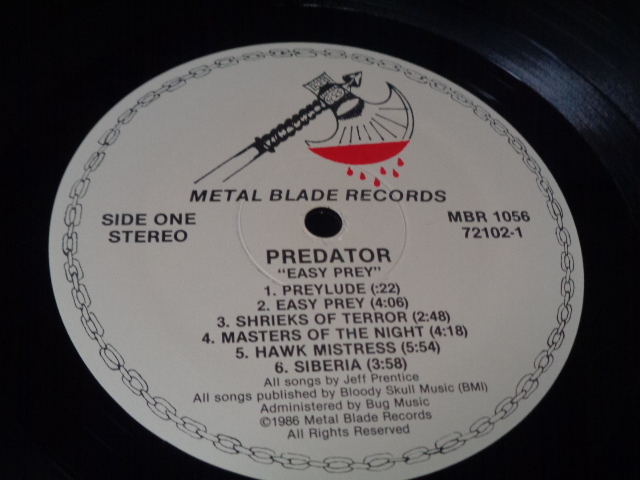 METAL BLADE RECORDS
SIDE ONE
STEREO
MBR 1056
72102-1
PREDATOR
"EASY PREY"
1. PREYLUDE (:22)
2. EASY PREY (4:06)
3. SHRIEKS OF TERROR (2:48)
4. MASTERS OF THE NIGHT (4:18)
5. HAWK MISTRESS (5:54)
6. SIBERIA (3:58)
All songs by Jeff Prentice
All songs published by Bloody Skull Music (BMI)
Administered by Bug Music
©1986 Metal Blade Records
All Rights Reserved